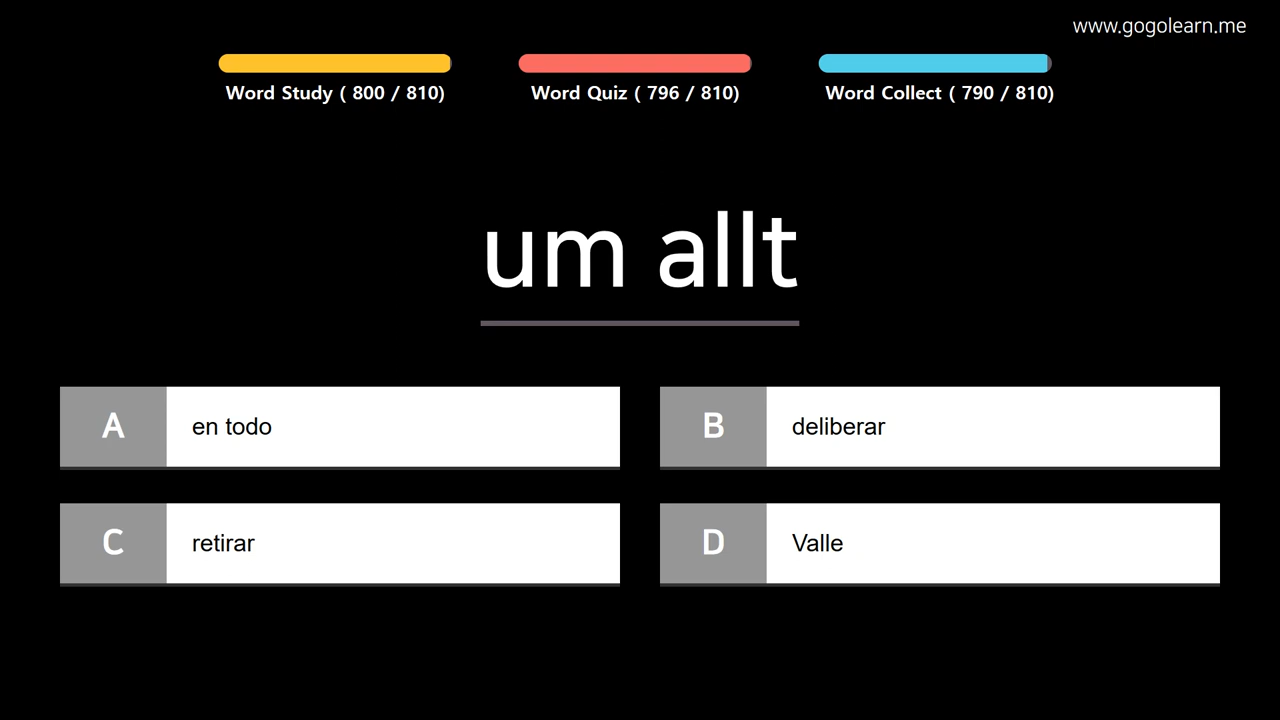 www.gogolearn.me
Word Study ( 800 / 810)
Word Quiz ( 796 / 810)
Word Collect ( 790 / 810)
um allt
A en todo
B deliberar
C retirar
D Valle